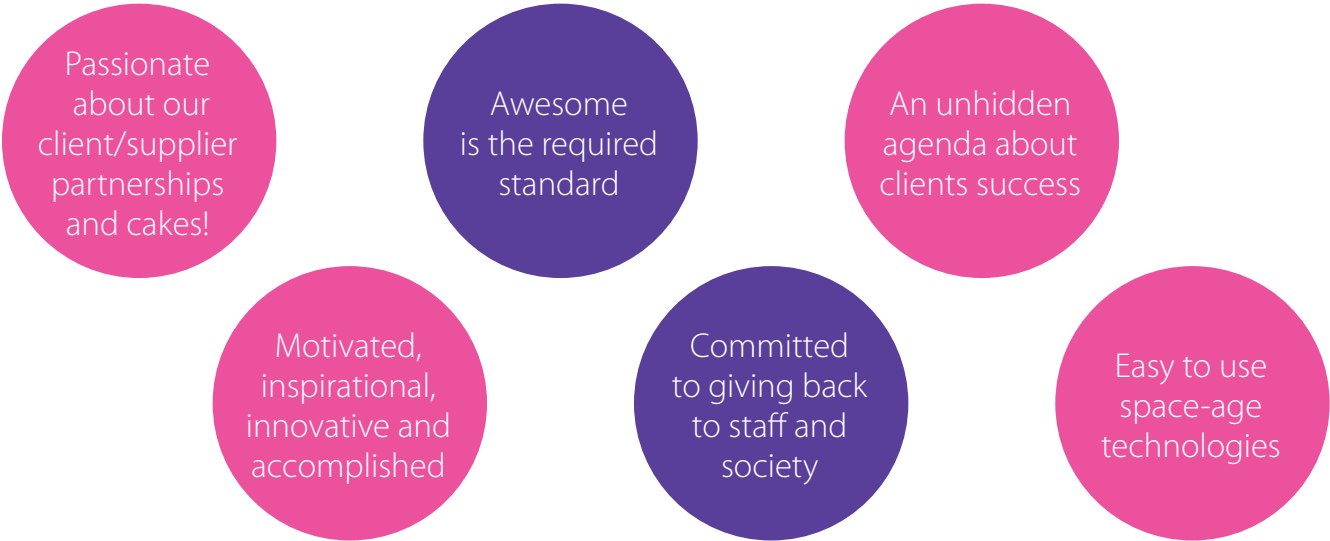 Passionate
about our
client/supplier
partnerships
and cakes!
Awesome
is the required
standard
An unhidden
agenda about
clients success
Motivated,
inspirational,
innovative and
accomplished
Committed
to giving back
to staff and
society
Easy to use
space-age
technologies